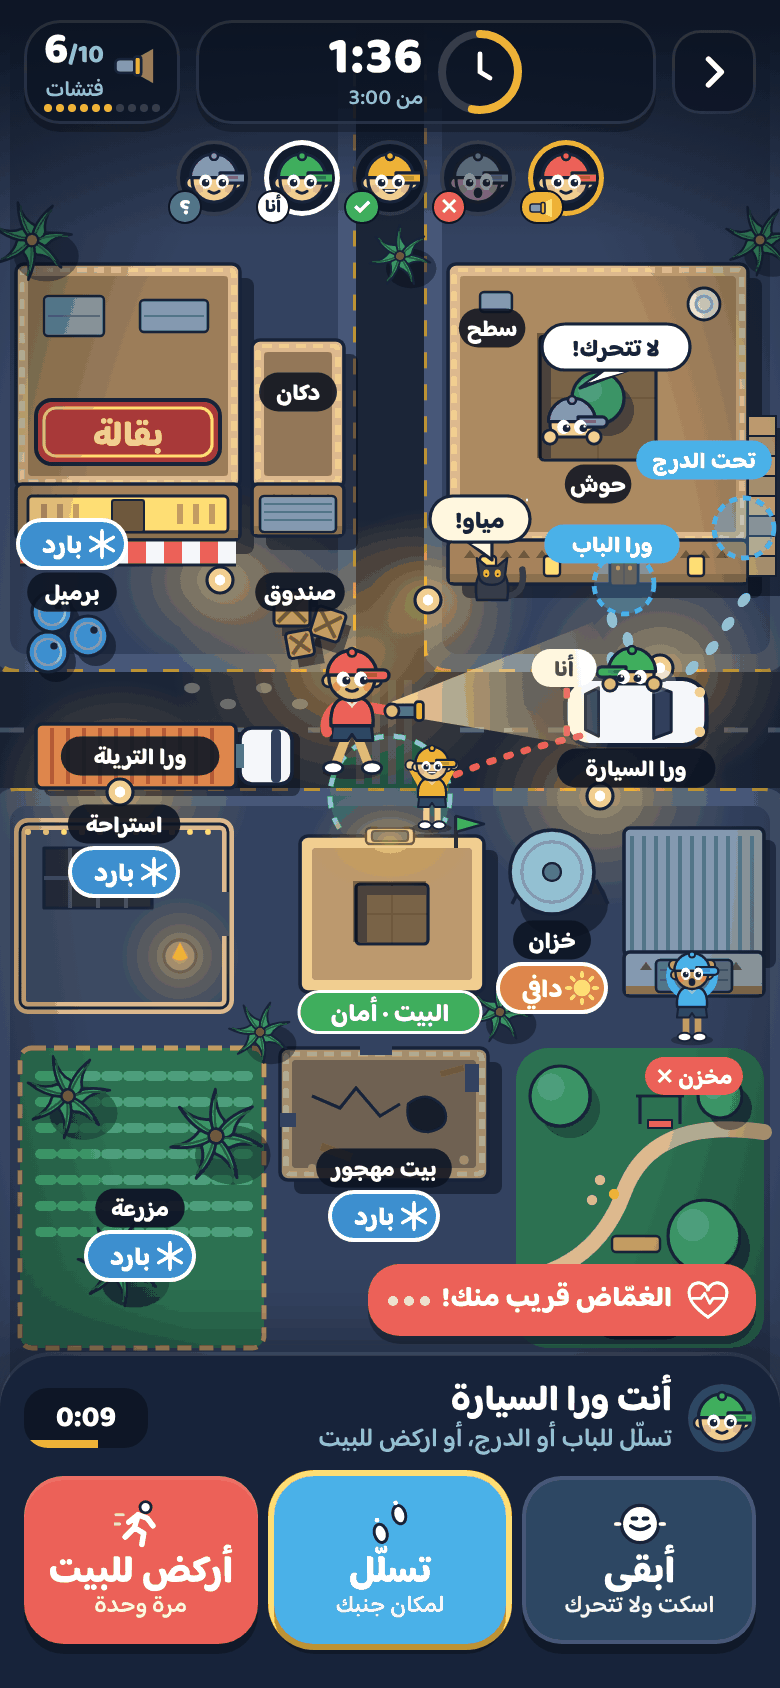 6/10
فتشات
1:36
من 3:00
؟
أنا
سطح
لا تتحرك!
دكان
بقالة
تحت الدرج
حوش
مياو!
ورا الباب
بارد
برميل
صندوق
أنا
ورا التريلة
ورا السيارة
استراحة
بارد
خزان
دافي
البيت · أمان
مخزن ×
بيت مهجور
بارد
مزرعة
بارد
الغمّاض قريب منك!
أنت ورا السيارة
تسلّل للباب أو الدرج، أو اركض للبيت
0:09
أبقى
اسكت ولا تتحرك
تسلّل
لمكان جنبك
أركض للبيت
مرة وحدة